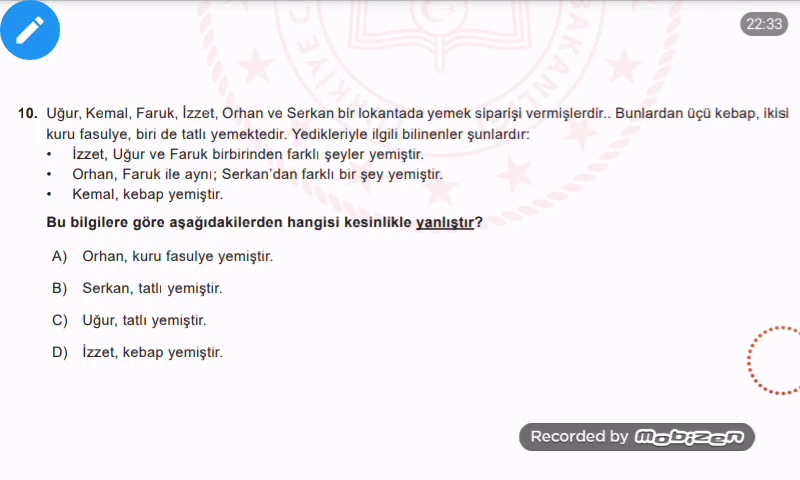 22:33
10. Uğur, Kemal, Faruk, İzzet, Orhan ve Serkan bir lokantada yemek siparişi vermişlerdir.. Bunlardan üçü kebap, ikisi
kuru fasulye, biri de tatlı yemektedir. Yedikleriyle ilgili bilinenler şunlardır:
• İzzet, Uğur ve Faruk birbirinden farklı şeyler yemiştir.
• Orhan, Faruk ile aynı; Serkan'dan farklı bir şey yemiştir.
• Kemal, kebap yemiştir.
Bu bilgilere göre aşağıdakilerden hangisi kesinlikle yanlıştır?
A) Orhan, kuru fasulye yemiştir.
B) Serkan, tatlı yemiştir.
C) Uğur, tatlı yemiştir.
D) İzzet, kebap yemiştir.
Recorded by mobizen